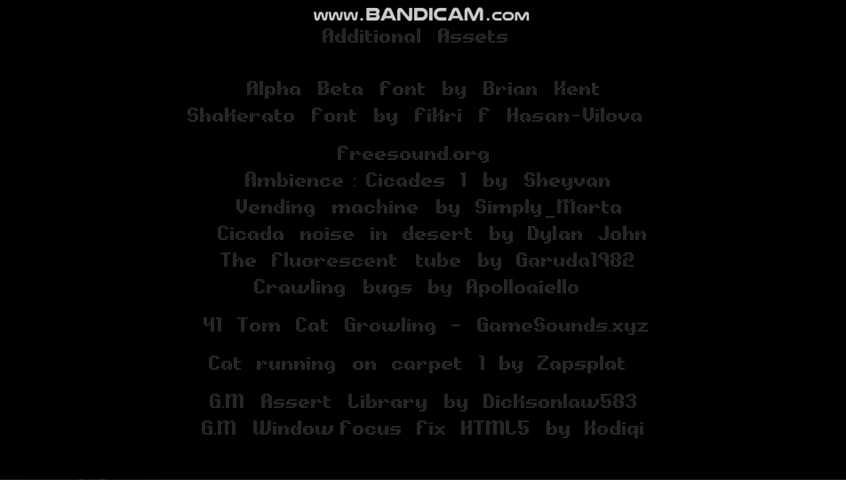 www.BANDICAM.com
Additional Assets
Alpha Beta font by Brian Kent
Shakerato font by fikri f Hasan-Vilova
freesound.org
Ambience : Cicades 1 by Sheyvan
Vending machine by Simply_Marta
Cicada noise in desert by Dylan John
The fluorescent tube by Garuda1982
Crawling bugs by Apolloaiello
41 Tom Cat Growling - GameSounds.xyz
Cat running on carpet 1 by Zapsplat
G.M Assert Library by Dicksonlaw583
G.M Window focus fix HTML5 by Kodiqi